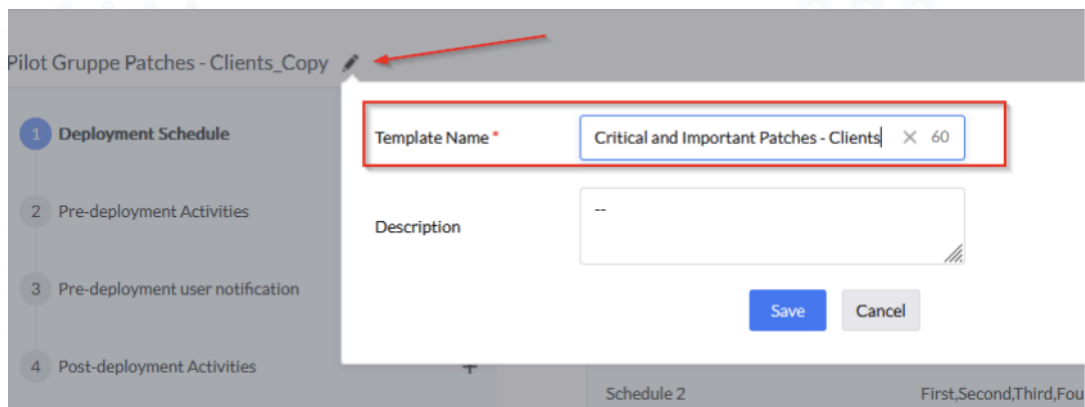 Pilot Gruppe Patches - Clients_Copy
1 Deployment Schedule
Template Name * Critical and Important Patches - Clients 60
2 Pre-deployment Activities
Description --
3 Pre-deployment user notification
Save Cancel
4 Post-deployment Activities
Schedule 2 First,Second,Third,Fou